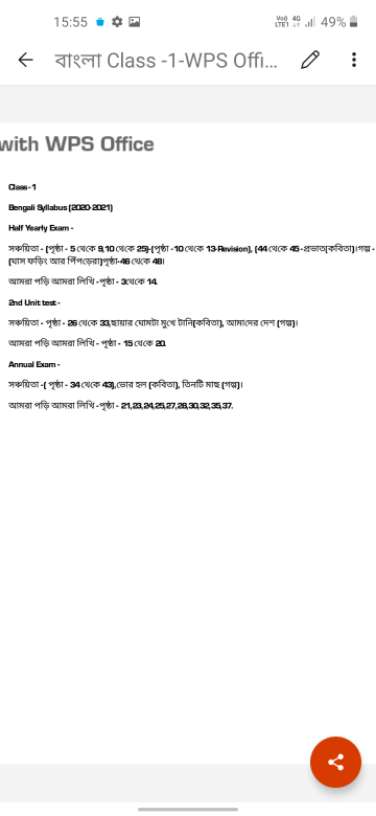 15:55
VoD 4G LTE1 49%
বাংলা Class -1-WPS Offi...
with WPS Office
Class - 1
Bengali Syllabus (2020-2021)
Half Yearly Exam -
সঞ্চয়িতা - (পৃষ্ঠা - 5 থেকে 9,10 থেকে 25)-(পৃষ্ঠা -10 থেকে 13-Revision), (44 থেকে 45 -প্রভাত(কবিতা)।গল্প -
(ঘাস ফড়িং আর পিঁপড়েরা)পৃষ্ঠা-46 থেকে 48।
আমরা পড়ি আমরা লিখি - পৃষ্ঠা - 3থেকে 14.
2nd Unit test -
সঞ্চয়িতা - পৃষ্ঠা - 26 থেকে 33,ছায়ার ঘোমটা মুখে টানি(কবিতা), আমাদের দেশ (গল্প)।
আমরা পড়ি আমরা লিখি - পৃষ্ঠা - 15 থেকে 20.
Annual Exam -
সঞ্চয়িতা -( পৃষ্ঠা - 34 থেকে 43),ভোর হল (কবিতা), তিনটি মাছ (গল্প)।
আমরা পড়ি আমরা লিখি -পৃষ্ঠা - 21,23,24,25,27,28,30,32,35,37.